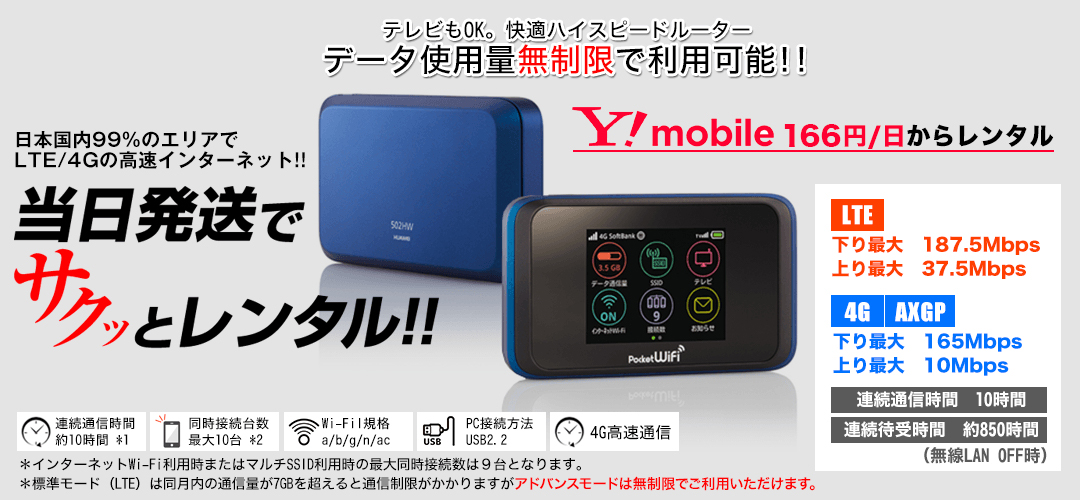 テレビもOK。快適ハイスピードルーター
データ使用量無制限で利用可能!!
日本国内99%のエリアで
LTE/4Gの高速インターネット!!
当日発送で
サクッとレンタル!!
Y!mobile 166円/日からレンタル
502HW
HUAWEI
4G SoftBank
3.5 GB
データ通信量
SSID
SSID
テレビ
ON
インターネットWi-Fi
9
接続数
お知らせ
Pocket WiFi
LTE
下り最大 187.5Mbps
上り最大 37.5Mbps
4G AXGP
下り最大 165Mbps
上り最大 10Mbps
連続通信時間 10時間
連続待受時間 約850時間
(無線LAN OFF時)
連続通信時間
約10時間 *1
同時接続台数
最大10台 *2
Wi-Fil規格
a/b/g/n/ac
USB
PC接続方法
USB2.2
4G高速通信
*インターネットWi-Fi利用時またはマルチSSID利用時の最大同時接続数は９台となります。
*標準モード（LTE）は同月内の通信量が7GBを超えると通信制限がかかりますがアドバンスモードは無制限でご利用いただけます。